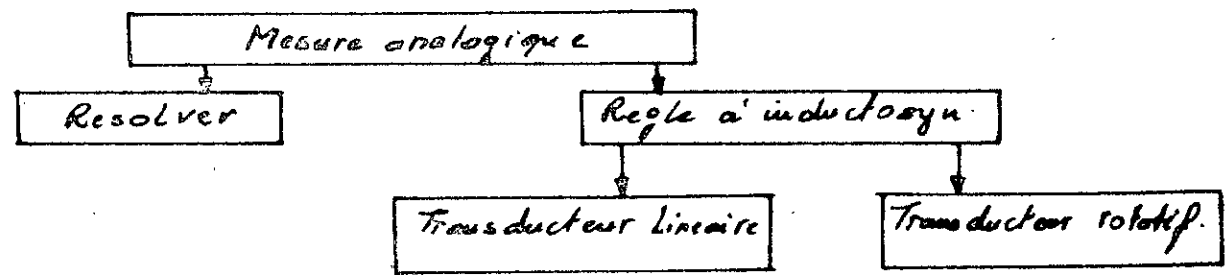 Mesure analogique
Resolver
Regle à inductosyn.
Transducteur Lineaire
Transducteur rotatif.